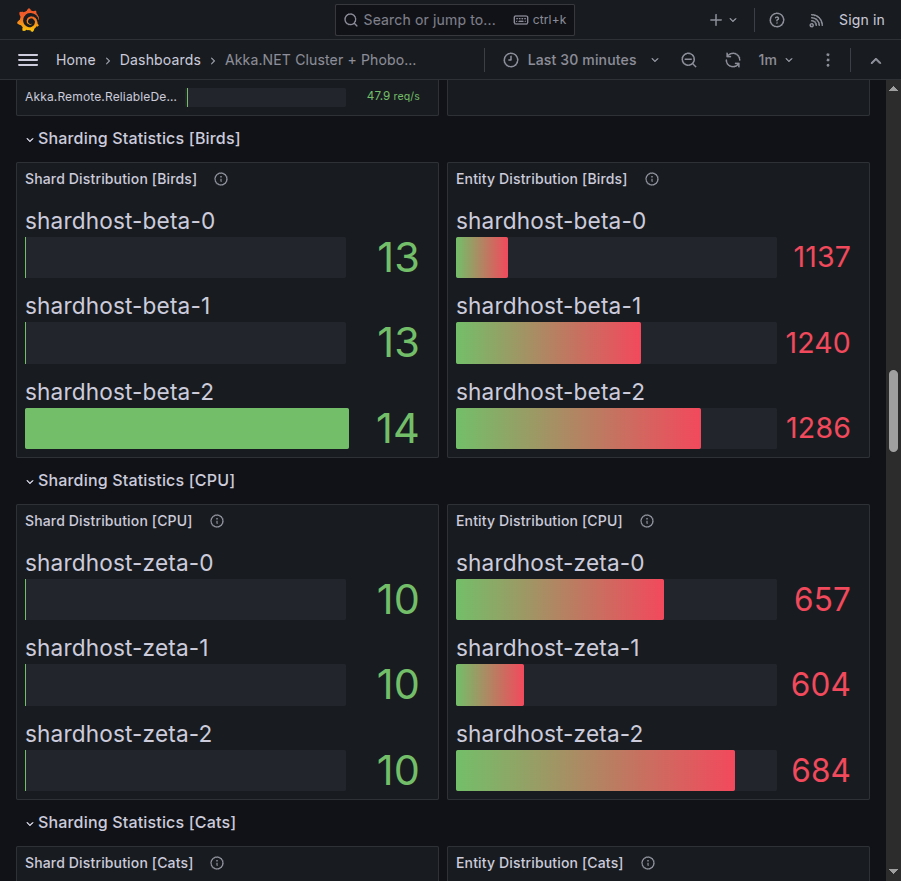 Search or jump to... ctrl+k Sign in
Home › Dashboards › Akka.NET Cluster + Phobo... Last 30 minutes 1m
Akka.Remote.ReliableDe... 47.9 req/s
Sharding Statistics [Birds]
Shard Distribution [Birds]
shardhost-beta-0
13
shardhost-beta-1
13
shardhost-beta-2
14
Entity Distribution [Birds]
shardhost-beta-0
1137
shardhost-beta-1
1240
shardhost-beta-2
1286
Sharding Statistics [CPU]
Shard Distribution [CPU]
shardhost-zeta-0
10
shardhost-zeta-1
10
shardhost-zeta-2
10
Entity Distribution [CPU]
shardhost-zeta-0
657
shardhost-zeta-1
604
shardhost-zeta-2
684
Sharding Statistics [Cats]
Shard Distribution [Cats]
Entity Distribution [Cats]